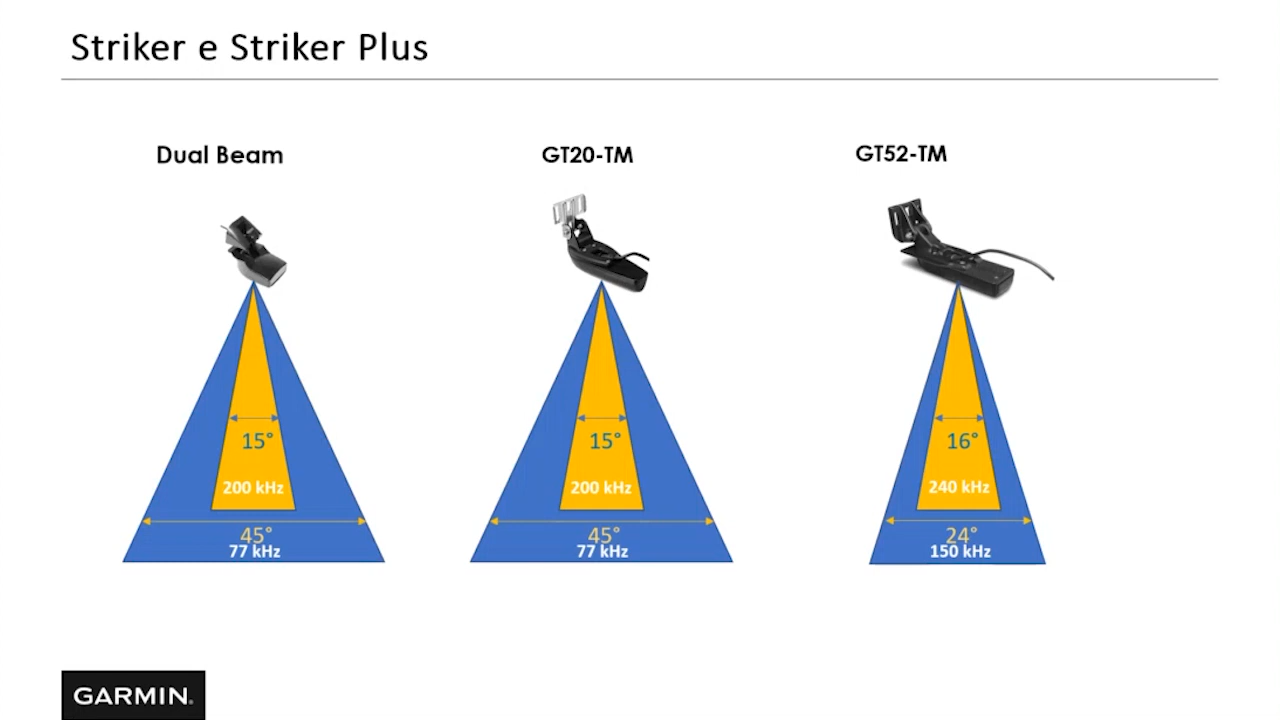 Striker e Striker Plus
Dual Beam
15°
200 kHz
45°
77 kHz
GT20-TM
15°
200 kHz
45°
77 kHz
GT52-TM
16°
240 kHz
24°
150 kHz
GARMIN.